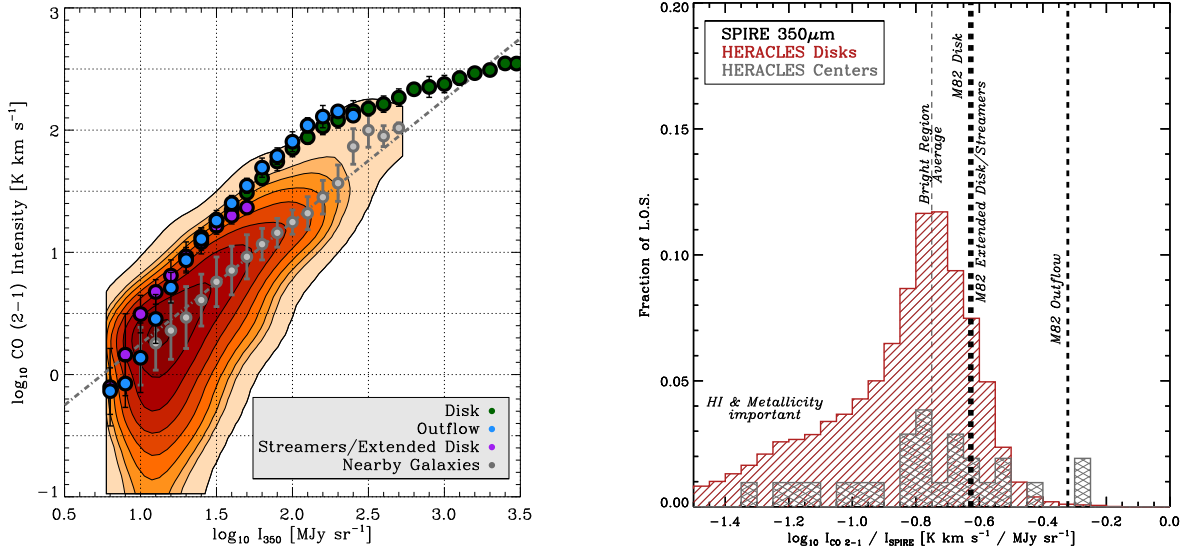 log₁₀ CO (2-1) Intensity [K km s⁻¹]
3
2
1
0
-1
0.5 1.0 1.5 2.0 2.5 3.0 3.5
log₁₀ I₃₅₀ [MJy sr⁻¹]
Disk
Outflow
Streamers/Extended Disk
Nearby Galaxies
Fraction of L.O.S.
0.20
0.15
0.10
0.05
0.00
-1.4 -1.2 -1.0 -0.8 -0.6 -0.4 -0.2 0.0
log₁₀ I_CO 2-1 / I_SPIRE [K km s⁻¹ / MJy sr⁻¹]
SPIRE 350μm
HERACLES Disks
HERACLES Centers
Bright Region
Average
M82 Disk
M82 Extended Disk/Streamers
M82 Outflow
HI & Metallicity
important